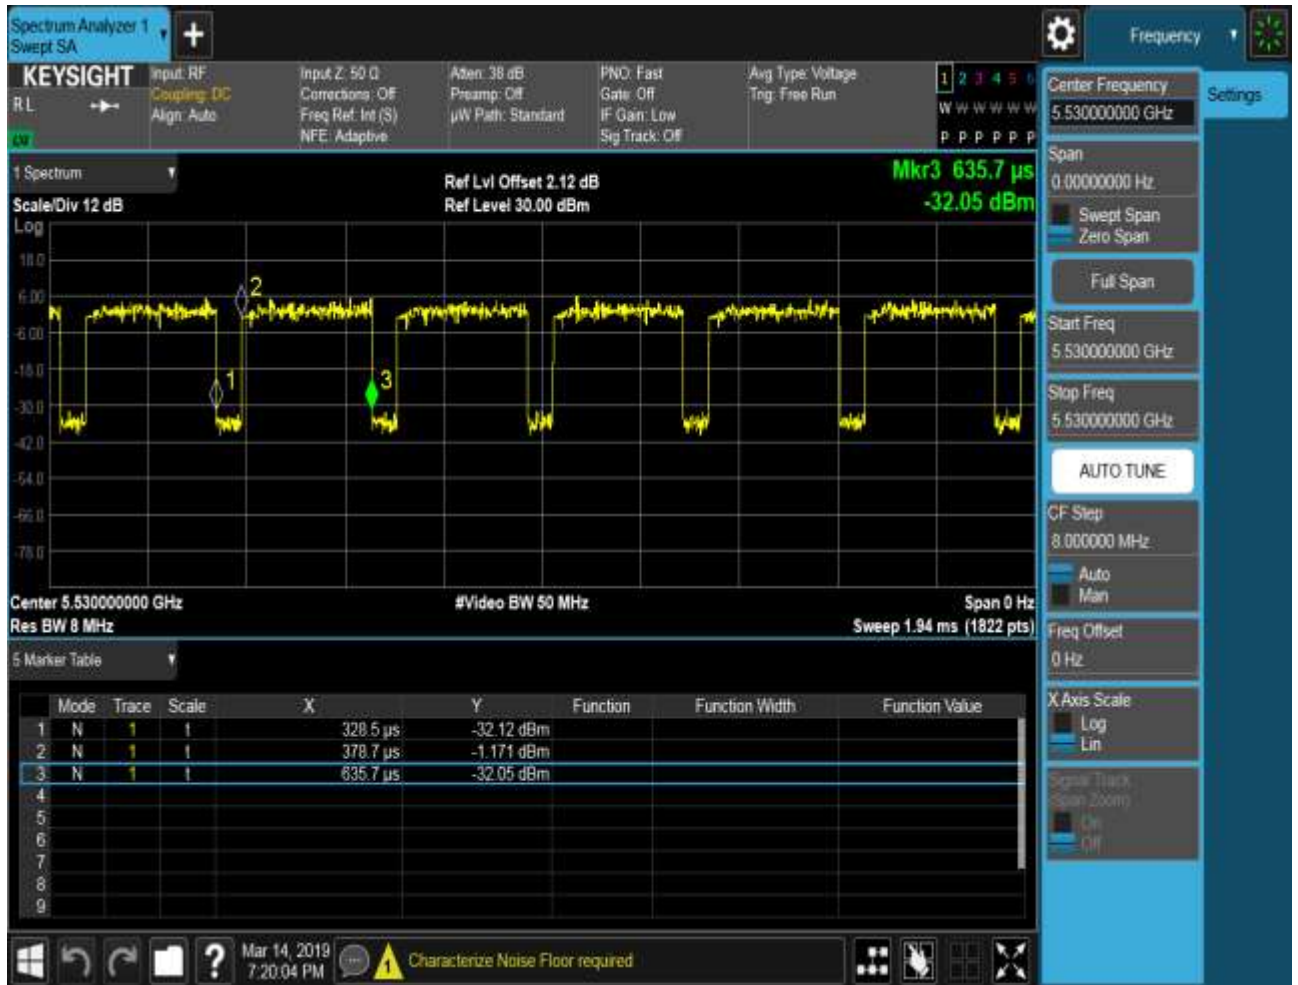 Spectrum Analyzer 1
Swept SA
Frequency
KEYSIGHT
RL
Input: RF
Coupling: DC
Align: Auto
Input Z: 50 Ω
Corrections: Off
Freq Ref: Int (S)
NFE: Adaptive
Atten: 38 dB
Preamp: Off
µW Path: Standard
PNO: Fast
Gate: Off
IF Gain: Low
Sig Track: Off
Avg Type: Voltage
Trig: Free Run
1 2 3 4 5 6
W W W W W W
P P P P P P
1 Spectrum
Scale/Div 12 dB
Log
Ref Lvl Offset 2.12 dB
Ref Level 30.00 dBm
Mkr3 635.7 µs
-32.05 dBm
18.0
6.00
-6.00
-18.0
-30.0
-42.0
-54.0
-66.0
-78.0
1
2
3
Center 5.530000000 GHz
#Video BW 50 MHz
Span 0 Hz
Res BW 8 MHz
Sweep 1.94 ms (1822 pts)
5 Marker Table
Mode Trace Scale X Y Function Function Width Function Value
1 N 1 t 328.5 µs -32.12 dBm
2 N 1 t 378.7 µs -1.171 dBm
3 N 1 t 635.7 µs -32.05 dBm
4
5
6
7
8
9
Mar 14, 2019
7:20:04 PM
Characterize Noise Floor required
Settings
Center Frequency
5.530000000 GHz
Span
0.00000000 Hz
Swept Span
Zero Span
Full Span
Start Freq
5.530000000 GHz
Stop Freq
5.530000000 GHz
AUTO TUNE
CF Step
8.000000 MHz
Auto
Man
Freq Offset
0 Hz
X Axis Scale
Log
Lin
Signal Track
(Span Zoom)
On
Off